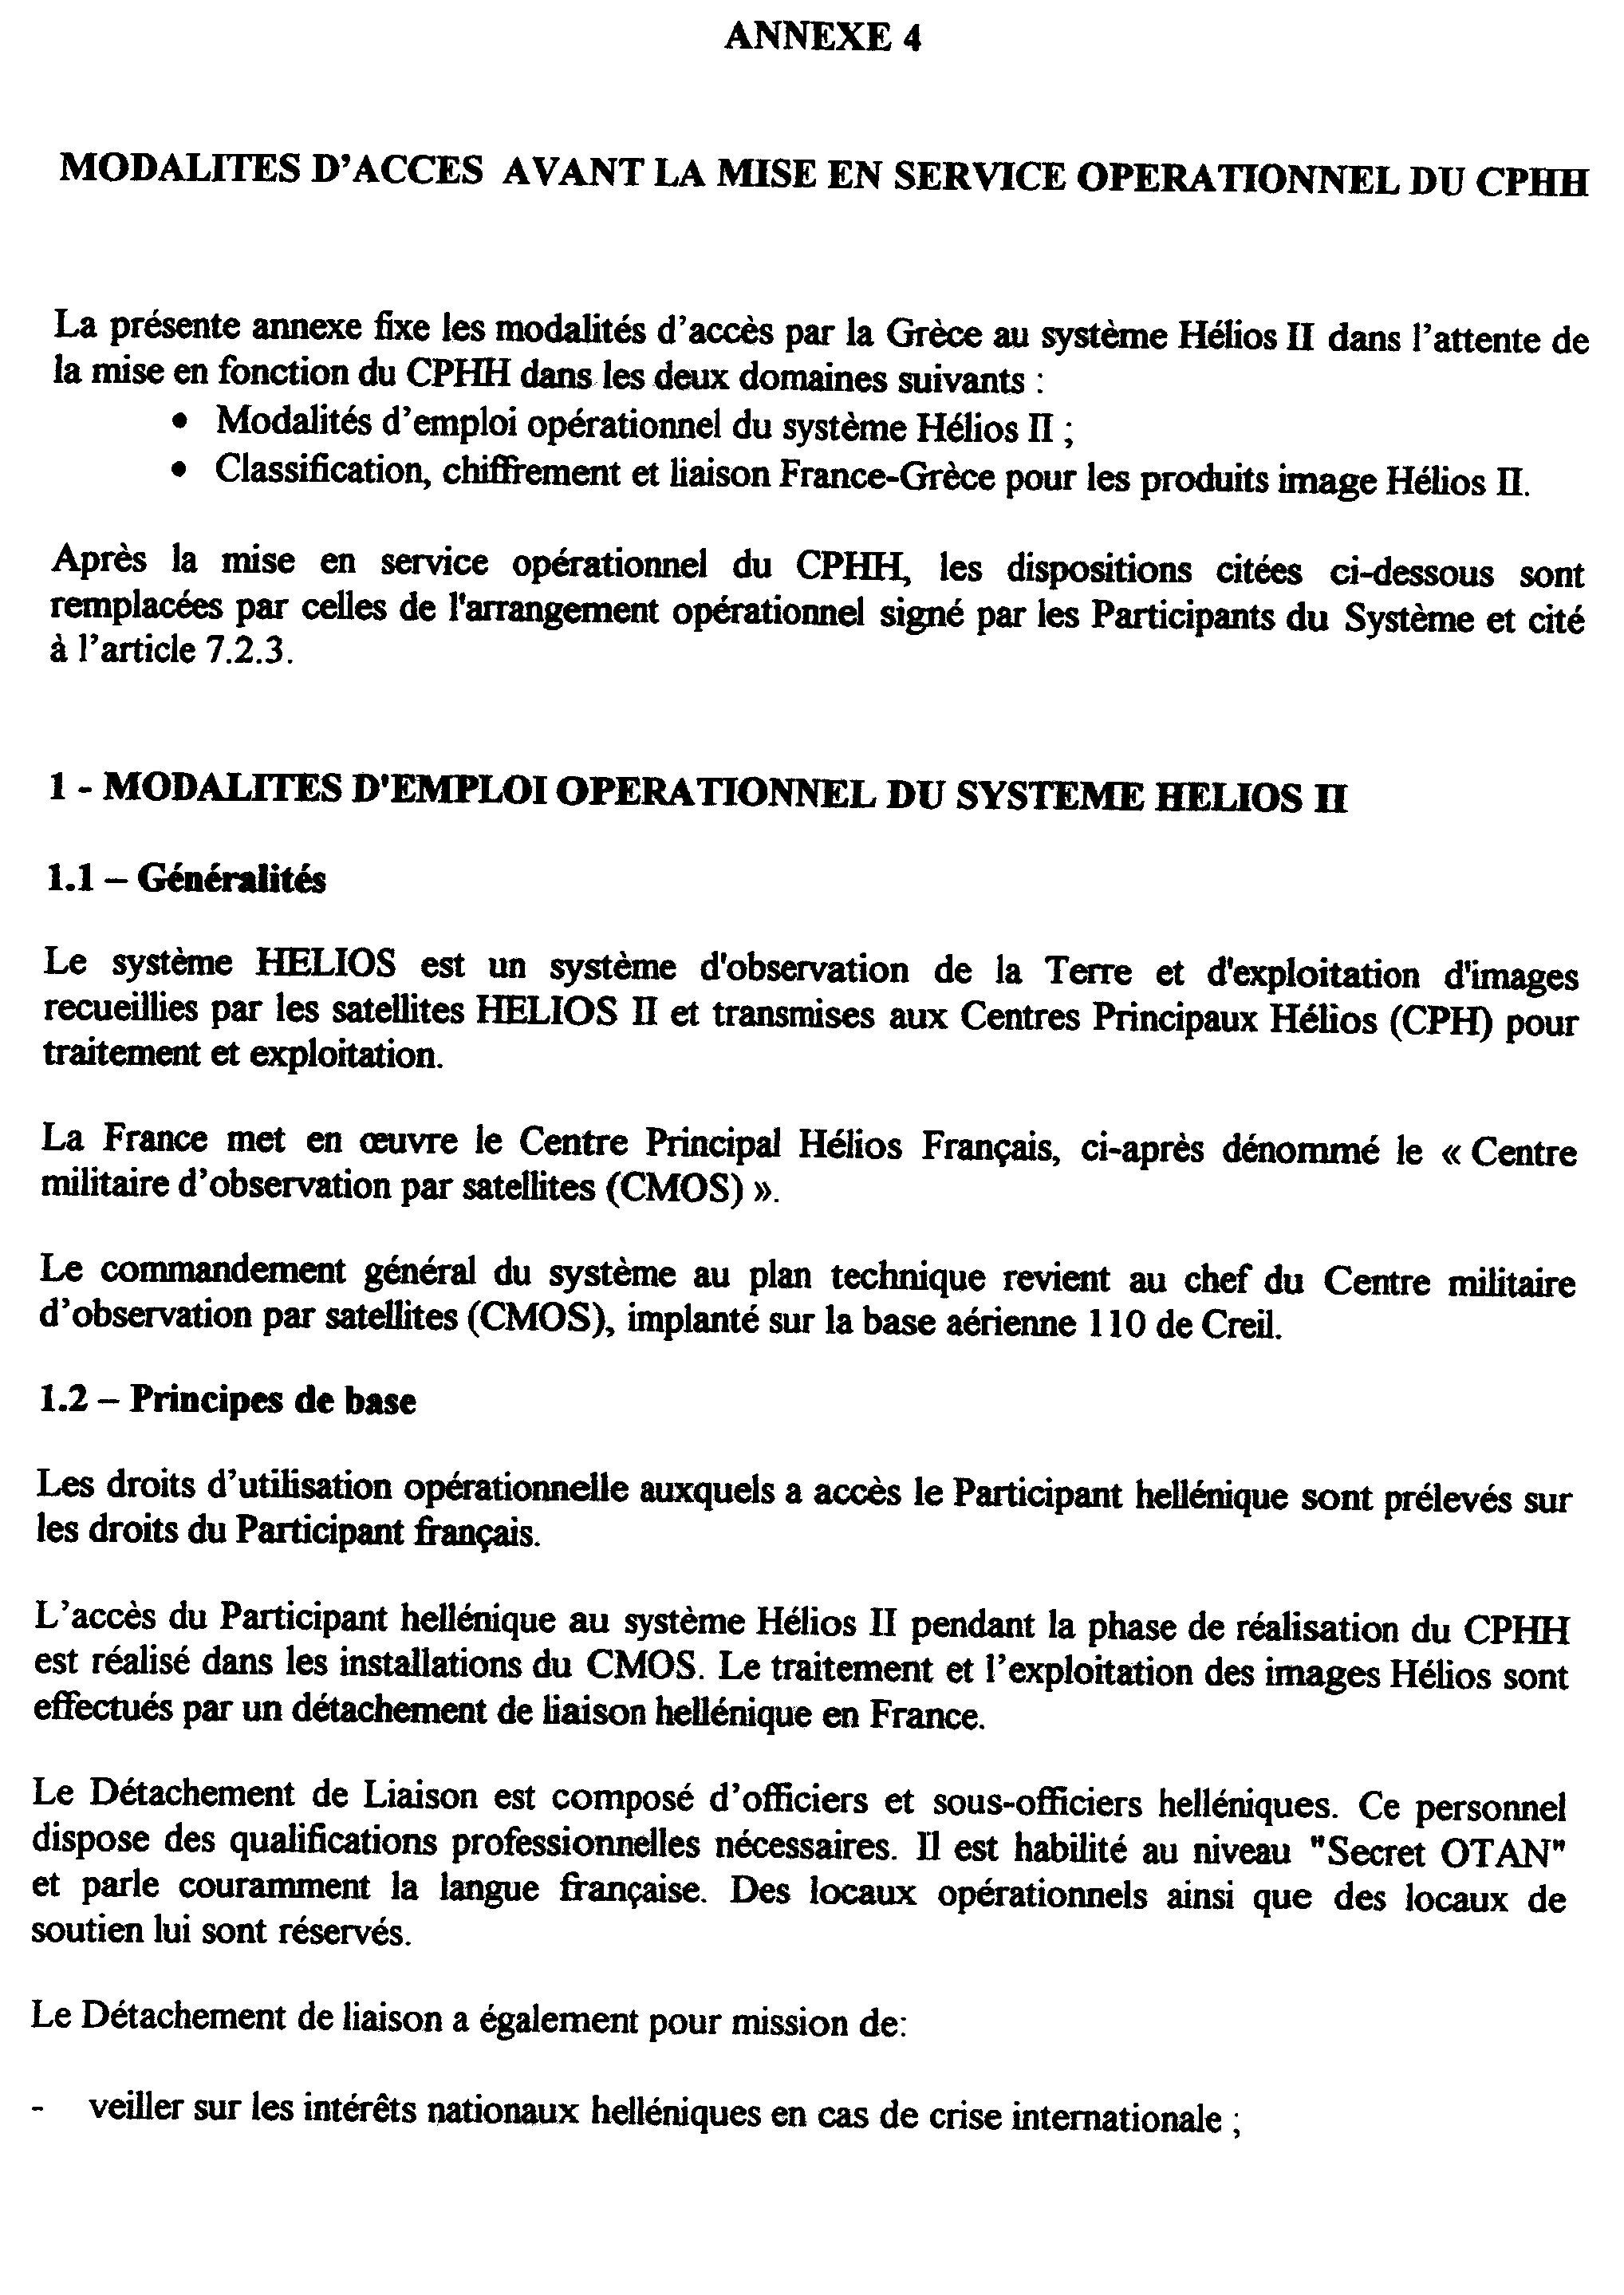 ANNEXE 4
MODALITES D'ACCES AVANT LA MISE EN SERVICE OPERATIONNEL DU CPHH
La présente annexe fixe les modalités d'accès par la Grèce au système Hélios II dans l'attente de
la mise en fonction du CPHH dans les deux domaines suivants :
• Modalités d'emploi opérationnel du système Hélios II ;
• Classification, chiffrement et liaison France-Grèce pour les produits image Hélios II.
Après la mise en service opérationnel du CPHH, les dispositions citées ci-dessous sont
remplacées par celles de l'arrangement opérationnel signé par les Participants du Système et cité
à l'article 7.2.3.
1 - MODALITES D'EMPLOI OPERATIONNEL DU SYSTEME HELIOS II
1.1 – Généralités
Le système HELIOS est un système d'observation de la Terre et d'exploitation d'images
recueillies par les satellites HELIOS II et transmises aux Centres Principaux Hélios (CPH) pour
traitement et exploitation.
La France met en œuvre le Centre Principal Hélios Français, ci-après dénommé le « Centre
militaire d'observation par satellites (CMOS) ».
Le commandement général du système au plan technique revient au chef du Centre militaire
d'observation par satellites (CMOS), implanté sur la base aérienne 110 de Creil.
1.2 – Principes de base
Les droits d'utilisation opérationnelle auxquels a accès le Participant hellénique sont prélevés sur
les droits du Participant français.
L'accès du Participant hellénique au système Hélios II pendant la phase de réalisation du CPHH
est réalisé dans les installations du CMOS. Le traitement et l'exploitation des images Hélios sont
effectués par un détachement de liaison hellénique en France.
Le Détachement de Liaison est composé d'officiers et sous-officiers helléniques. Ce personnel
dispose des qualifications professionnelles nécessaires. Il est habilité au niveau "Secret OTAN"
et parle couramment la langue française. Des locaux opérationnels ainsi que des locaux de
soutien lui sont réservés.
Le Détachement de liaison a également pour mission de:
- veiller sur les intérêts nationaux helléniques en cas de crise internationale ;